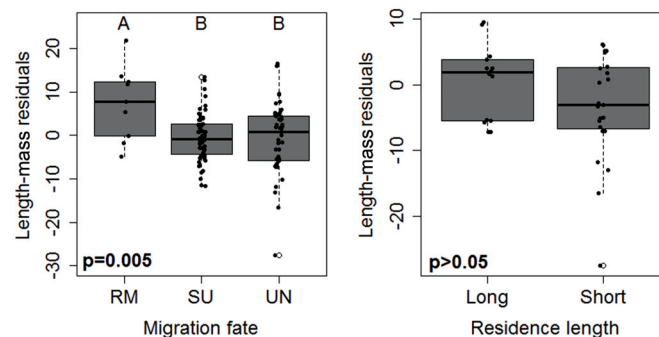 A B B
Length-mass residuals
20
10
0
-10
-20
-30
p=0.005
RM SU UN
Migration fate
Length-mass residuals
10
0
-10
-20
p>0.05
Long Short
Residence length